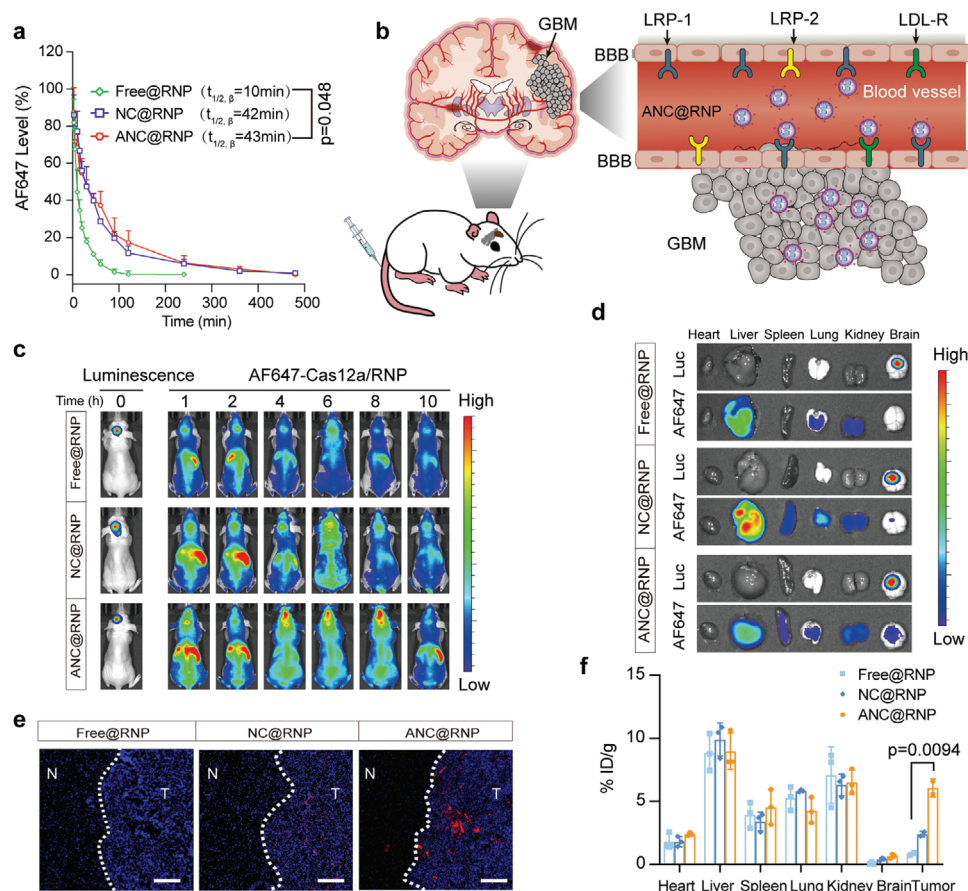 a
AF647 Level (%)
120
100
80
60
40
20
0
0
100
200
300
400
500
Time (min)
Free@RNP (t1/2, β=10min)
NC@RNP (t1/2, β=42min)
ANC@RNP (t1/2, β=43min)
p=0.048
b
GBM
LRP-1
LRP-2
LDL-R
BBB
Blood vessel
ANC@RNP
BBB
GBM
c
Luminescence
AF647-Cas12a/RNP
Time (h) 0 1 2 4 6 8 10
High
Free@RNP
NC@RNP
ANC@RNP
Low
d
Heart Liver Spleen Lung Kidney Brain
High
Free@RNP
Luc
AF647
NC@RNP
Luc
AF647
ANC@RNP
Luc
AF647
Low
e
Free@RNP NC@RNP ANC@RNP
N T
N T
N T
f
% ID/g
15
10
5
0
Free@RNP
NC@RNP
ANC@RNP
p=0.0094
Heart Liver Spleen Lung Kidney Brain Tumor